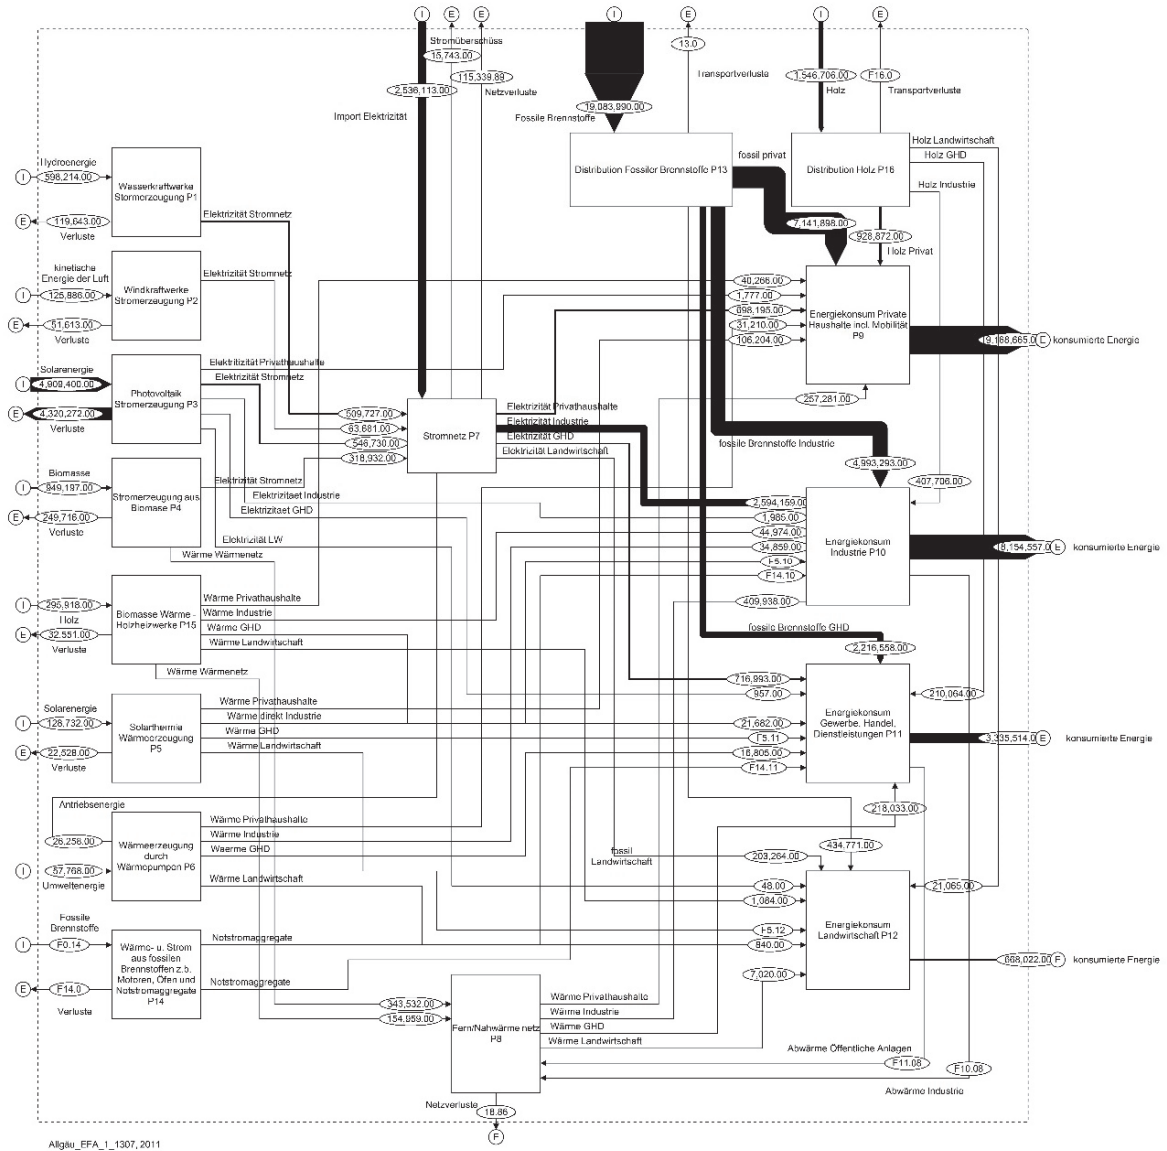 I
E
E
I
E
I
E
Stromüberschüss
15,743.00
13.0
115,339.89
Transportverluste
1,546,706.00
F16.0
2,536,113.00
Netzverluste
Holz
Transportverluste
19,083,990.00
Import Elektrizität
Fossile Brennstoffe
Distribution Fossiler Brennstoffe P13
fossil privat
Distribution Holz P16
Holz Landwirtschaft
Holz GHD
Holz Industrie
Hydroenergie
I
598,214.00
Wasserkraftwerke
Stormerzeugung P1
E
119,643.00
Verluste
Elektrizität Stromnetz
7,141,898.00
928,872.00
Holz Privat
kinetische
Energie der Luft
I
125,886.00
Windkraftwerke
Stromerzeugung P2
E
51,613.00
Verluste
Elektrizität Stromnetz
40,266.00
1,777.00
698,195.00
31,210.00
106,204.00
Energiekonsum Private
Haushalte incl. Mobilität
P9
9,188,665.0
E
konsumierte Energie
257,281.00
Solarenergie
I
4,909,400.00
Photovoltaik
Stromerzeugung P3
E
4,320,272.00
Verluste
Elektritizität Privathaushalte
Elektrizität Stromnetz
509,727.00
63,681.00
546,730.00
318,932.00
Stromnetz P7
Elektrizität Privathaushalte
Elektrizität Industrie
Elektrizität GHD
Elektrizität Landwirtschaft
fossile Brennstoffe Industrie
4,993,293.00
407,706.00
Biomasse
I
949,197.00
Stromerzeugung aus
Biomase P4
E
249,716.00
Verluste
Elektrizität Stromnetz
Elektrizitaet Industrie
Elektrizitaet GHD
Elektrizität LW
Wärme Wärmenetz
2,594,159.00
1,985.00
44,974.00
34,859.00
F5.10
F14.10
409,938.00
Energiekonsum
Industrie P10
8,154,557.0
E
konsumierte Energie
I
295,918.00
Holz
E
32,551.00
Verluste
Biomasse Wärme -
Holzheizwerke P15
Wärme Privathaushalte
Wärme Industrie
Wärme GHD
Wärme Landwirtschaft
Wärme Wärmenetz
fossile Brennstoffe GHD
2,216,558.00
716,993.00
957.00
210,064.00
Solarenergie
I
128,732.00
Solarthermie
Wärmeerzeugung
P5
E
22,528.00
Verluste
Wärme Privathaushalte
Wärme direkt Industrie
Wärme GHD
Wärme Landwirtschaft
21,682.00
F5.11
16,805.00
F14.11
Energiekonsum
Gewerbe, Handel,
Dienstleistungen P11
3,335,514.0
E
konsumierte Energie
218,033.00
Antriebsenergie
26,256.00
I
57,768.00
Umweltenergie
Wärmeerzeugung
durch
Wärmepumpen P6
Wärme Privathaushalte
Wärme Industrie
Waerme GHD
Wärme Landwirtschaft
fossil
Landwirtschaft
203,264.00
434,771.00
48.00
1,084.00
21,065.00
Fossile
Brennstoffe
I
F0.14
E
F14.0
Verluste
Wärme- u. Strom
aus fossilen
Brennstoffen z.b.
Motoren, Öfen und
Notstromaggregate
P14
Notstromaggregate
Notstromaggregate
F5.12
840.00
7,020.00
Energiekonsum
Landwirtschaft P12
668,022.00
E
konsumierte Energie
343,532.00
154,959.00
Fern/Nahwärme netz
P8
Wärme Privathaushalte
Wärme Industrie
Wärme GHD
Wärme Landwirtschaft
Abwärme Öffentliche Anlagen
F11.08
F10.08
Abwärme Industrie
Netzverluste
18.86
E
Allgäu_EFA_1_1307, 2011